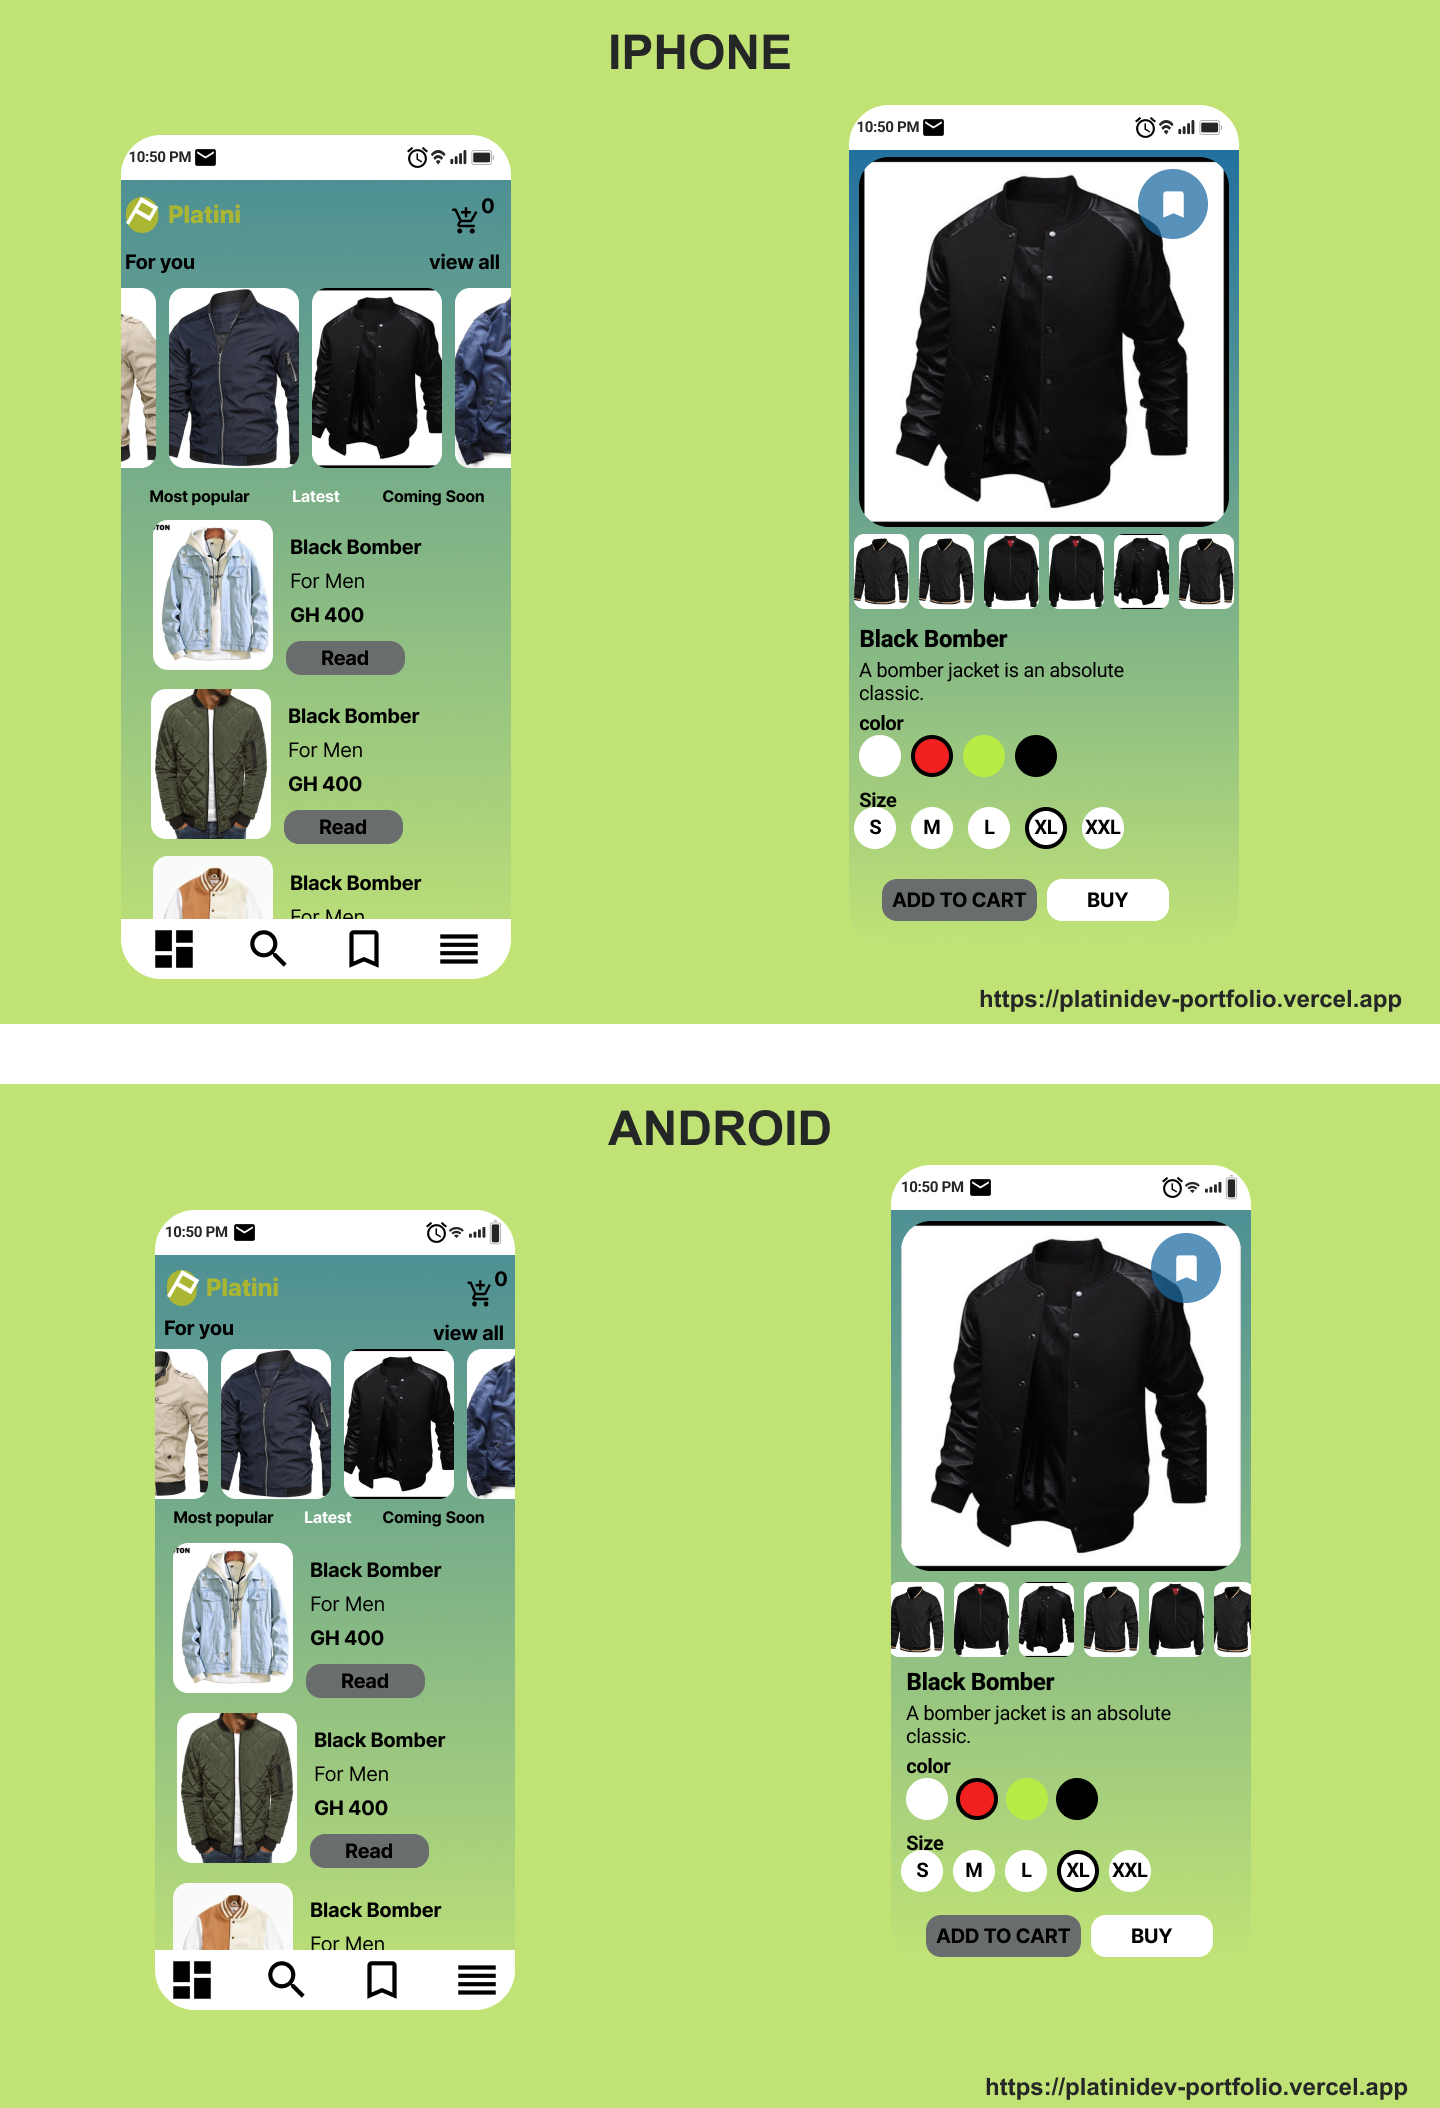 IPHONE
10:50 PM
Platini
0
For you
view all
Most popular
Latest
Coming Soon
TON
Black Bomber
For Men
GH 400
Read
Black Bomber
For Men
GH 400
Read
Black Bomber
For Men
10:50 PM
Black Bomber
A bomber jacket is an absolute
classic.
color
Size
S
M
L
XL
XXL
ADD TO CART
BUY
https://platinidev-portfolio.vercel.app
ANDROID
10:50 PM
Platini
0
For you
view all
Most popular
Latest
Coming Soon
TON
Black Bomber
For Men
GH 400
Read
Black Bomber
For Men
GH 400
Read
Black Bomber
For Men
10:50 PM
Black Bomber
A bomber jacket is an absolute
classic.
color
Size
S
M
L
XL
XXL
ADD TO CART
BUY
https://platinidev-portfolio.vercel.app